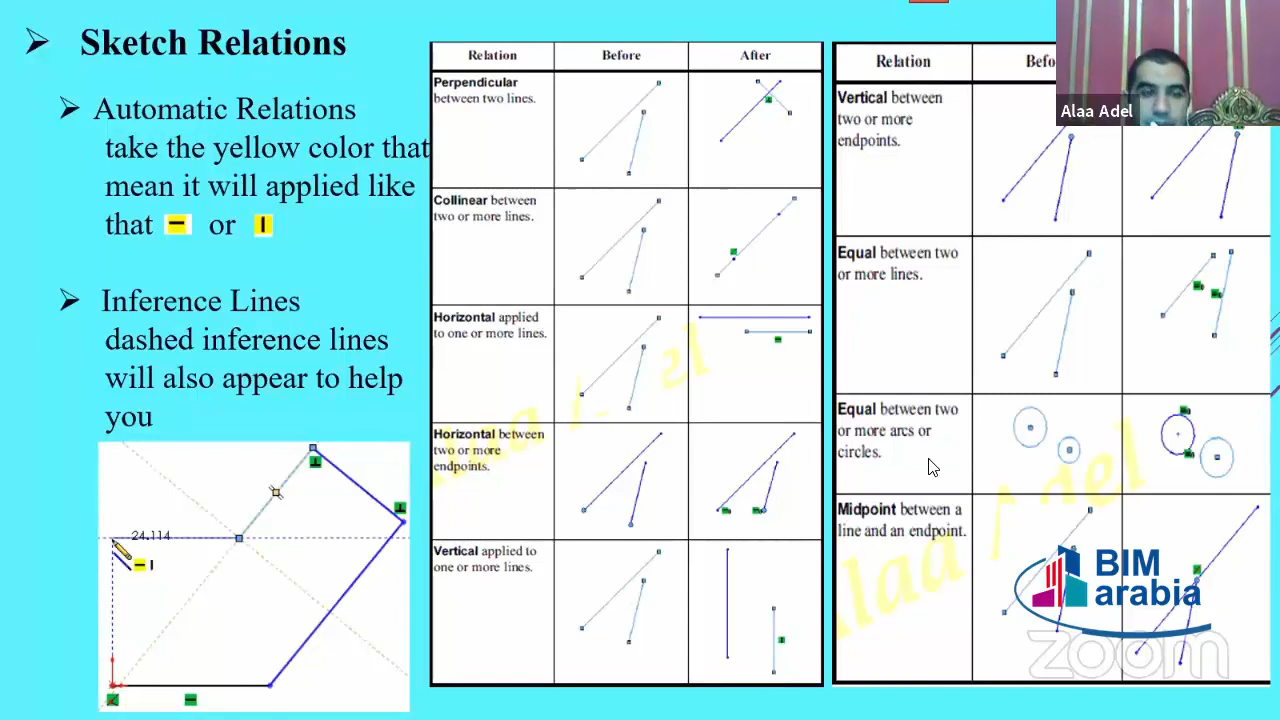 Sketch Relations
Automatic Relations
take the yellow color that
mean it will applied like
that or
Inference Lines
dashed inference lines
will also appear to help
you
24.114
Relation Before After
Perpendicular
between two lines.
Collinear between
two or more lines.
Horizontal applied
to one or more lines.
Horizontal between
two or more
endpoints.
Vertical applied to
one or more lines.
Relation Befo
Vertical between
two or more
endpoints.
Equal between two
or more lines.
Equal between two
or more arcs or
circles.
Midpoint between a
line and an endpoint.
Alaa Adel
Alaa Adel
BIM
arabia
zoom